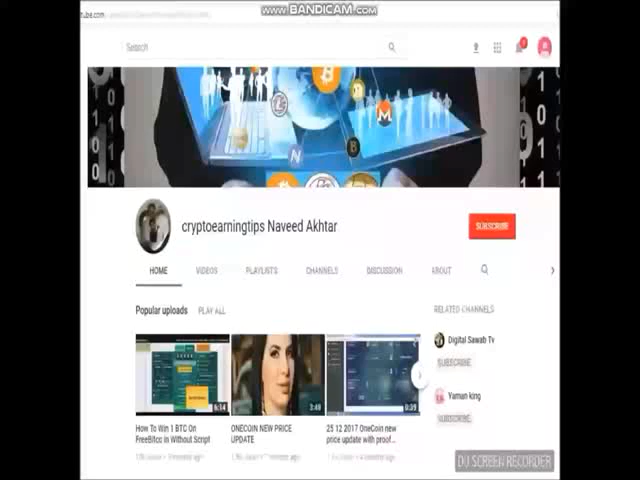 WWW.BANDICAM.COM
Search
cryptoearningtips Naveed Akhtar
SUBSCRIBE
HOME VIDEOS PLAYLISTS CHANNELS DISCUSSION ABOUT
Popular uploads PLAY ALL
RELATED CHANNELS
Digital Sawab Tv
SUBSCRIBE
Yaman king
SUBSCRIBE
6:14
3:49
0:39
How To Win 1 BTC On
FreeBitco in Without Script
ONECOIN NEW PRICE
UPDATE
25 12 2017 OneCoin new
price update with proof...
DU SCREEN RECORDER